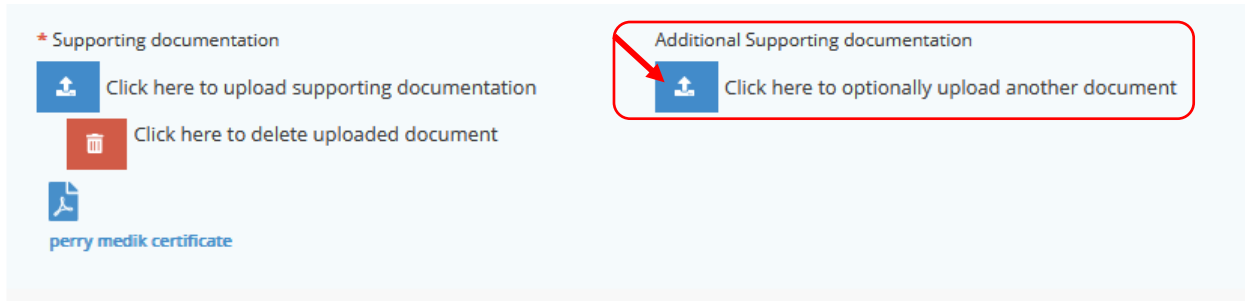 * Supporting documentation
Click here to upload supporting documentation
Click here to delete uploaded document
perry medik certificate
Additional Supporting documentation
Click here to optionally upload another document